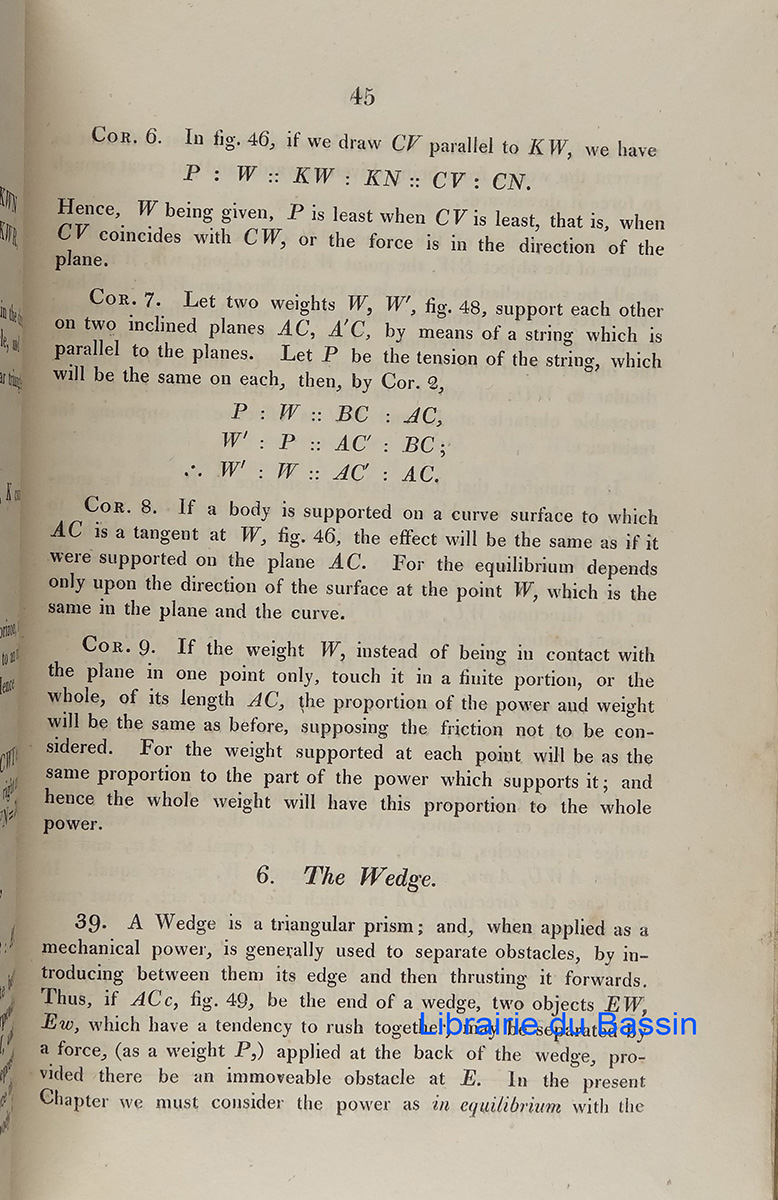 45
COR. 6. In fig. 46, if we draw CV parallel to KW, we have
P : W :: KW : KN :: CV : CN.
Hence, W being given, P is least when CV is least, that is, when
CV coincides with CW, or the force is in the direction of the
plane.
COR. 7. Let two weights W, W', fig. 48, support each other
on two inclined planes AC, A'C, by means of a string which is
parallel to the planes. Let P be the tension of the string, which
will be the same on each, then, by Cor. 2,
P : W :: BC : AC,
W' : P :: AC' : BC;
∴ W' : W :: AC' : AC.
COR. 8. If a body is supported on a curve surface to which
AC is a tangent at W, fig. 46, the effect will be the same as if it
were supported on the plane AC. For the equilibrium depends
only upon the direction of the surface at the point W, which is the
same in the plane and the curve.
COR. 9. If the weight W, instead of being in contact with
the plane in one point only, touch it in a finite portion, or the
whole, of its length AC, the proportion of the power and weight
will be the same as before, supposing the friction not to be con-
sidered. For the weight supported at each point will be as the
same proportion to the part of the power which supports it; and
hence the whole weight will have this proportion to the whole
power.
6. The Wedge.
39. A Wedge is a triangular prism; and, when applied as a
mechanical power, is generally used to separate obstacles, by in-
troducing between them its edge and then thrusting it forwards.
Thus, if ACc, fig. 49, be the end of a wedge, two objects EW,
Ew, which have a tendency to rush together, may be separated by
Librairie du Bassin
a force, (as a weight P,) applied at the back of the wedge, pro-
vided there be an immoveable obstacle at E. In the present
Chapter we must consider the power as in equilibrium with the